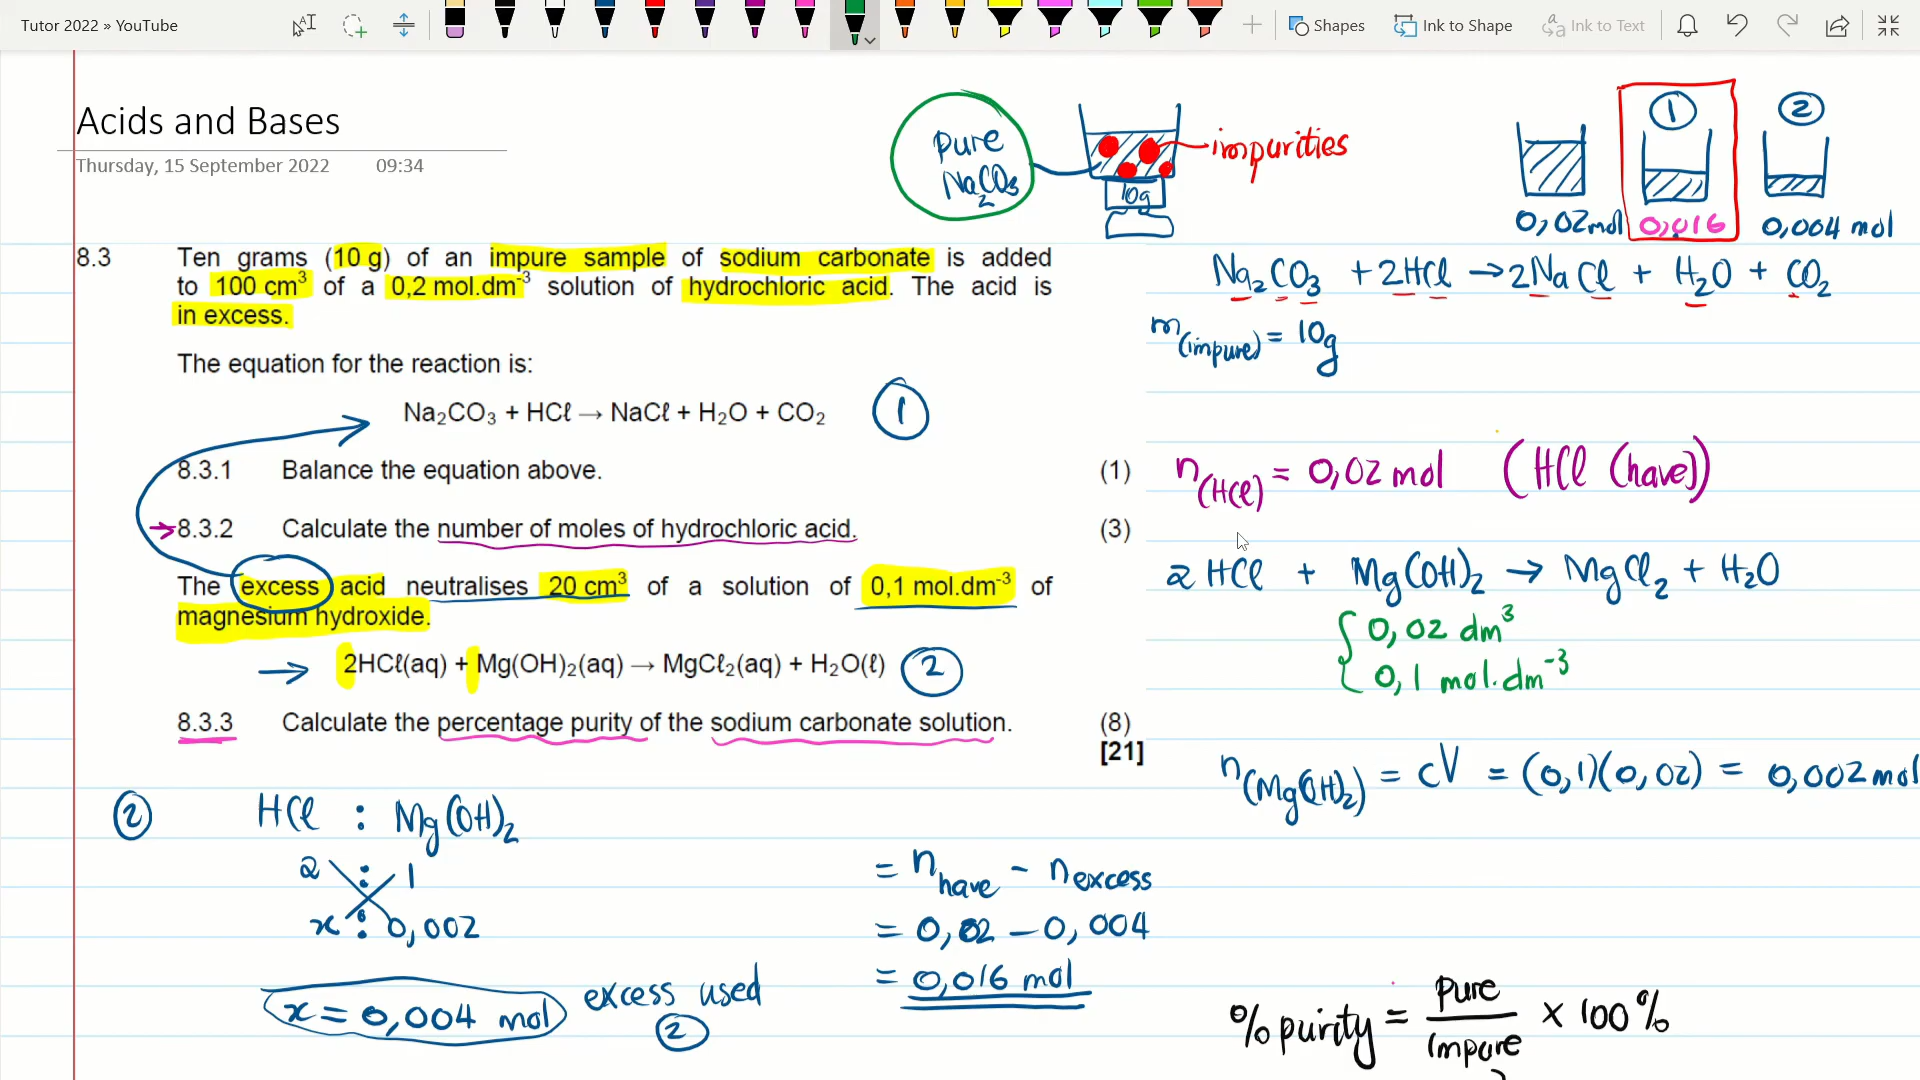 Tutor 2022 » YouTube
Shapes
Ink to Shape
Ink to Text
Acids and Bases
Thursday, 15 September 2022 09:34
pure
Na2CO3
10g
impurities
1
2
0,02mol
0,016
0,004 mol
8.3 Ten grams (10 g) of an impure sample of sodium carbonate is added
to 100 cm³ of a 0,2 mol.dm⁻³ solution of hydrochloric acid. The acid is
in excess.
The equation for the reaction is:
Na₂CO₃ + HCℓ → NaCℓ + H₂O + CO₂
1
8.3.1 Balance the equation above. (1)
8.3.2 Calculate the number of moles of hydrochloric acid. (3)
The excess acid neutralises 20 cm³ of a solution of 0,1 mol.dm⁻³ of
magnesium hydroxide.
→ 2HCℓ(aq) + Mg(OH)₂(aq) → MgCℓ₂(aq) + H₂O(ℓ)
2
8.3.3 Calculate the percentage purity of the sodium carbonate solution. (8)
[21]
Na₂CO₃ + 2HCl → 2NaCl + H₂O + CO₂
m(impure) = 10g
n(HCl) = 0,02 mol (HCl (have))
2HCl + Mg(OH)₂ → MgCl₂ + H₂O
0,02 dm³
0,1 mol.dm⁻³
n(Mg(OH)₂) = cV = (0,1)(0,02) = 0,002 mol
2
HCl : Mg(OH)₂
2 : 1
x : 0,002
x = 0,004 mol
excess used
2
= n have - n excess
= 0,02 - 0,004
= 0,016 mol
% purity = pure / impure × 100%